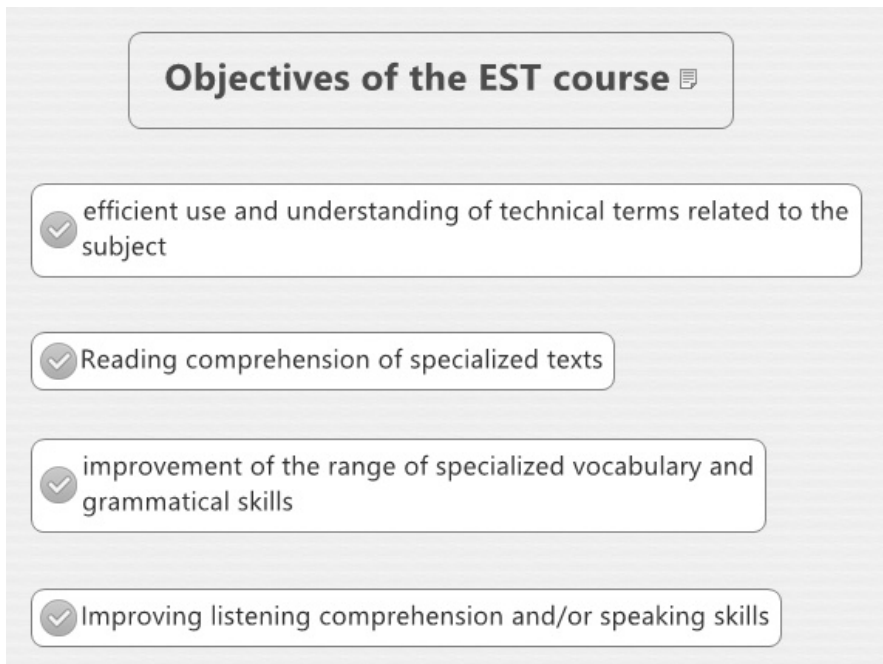 Objectives of the EST course
efficient use and understanding of technical terms related to the
subject
Reading comprehension of specialized texts
improvement of the range of specialized vocabulary and
grammatical skills
Improving listening comprehension and/or speaking skills